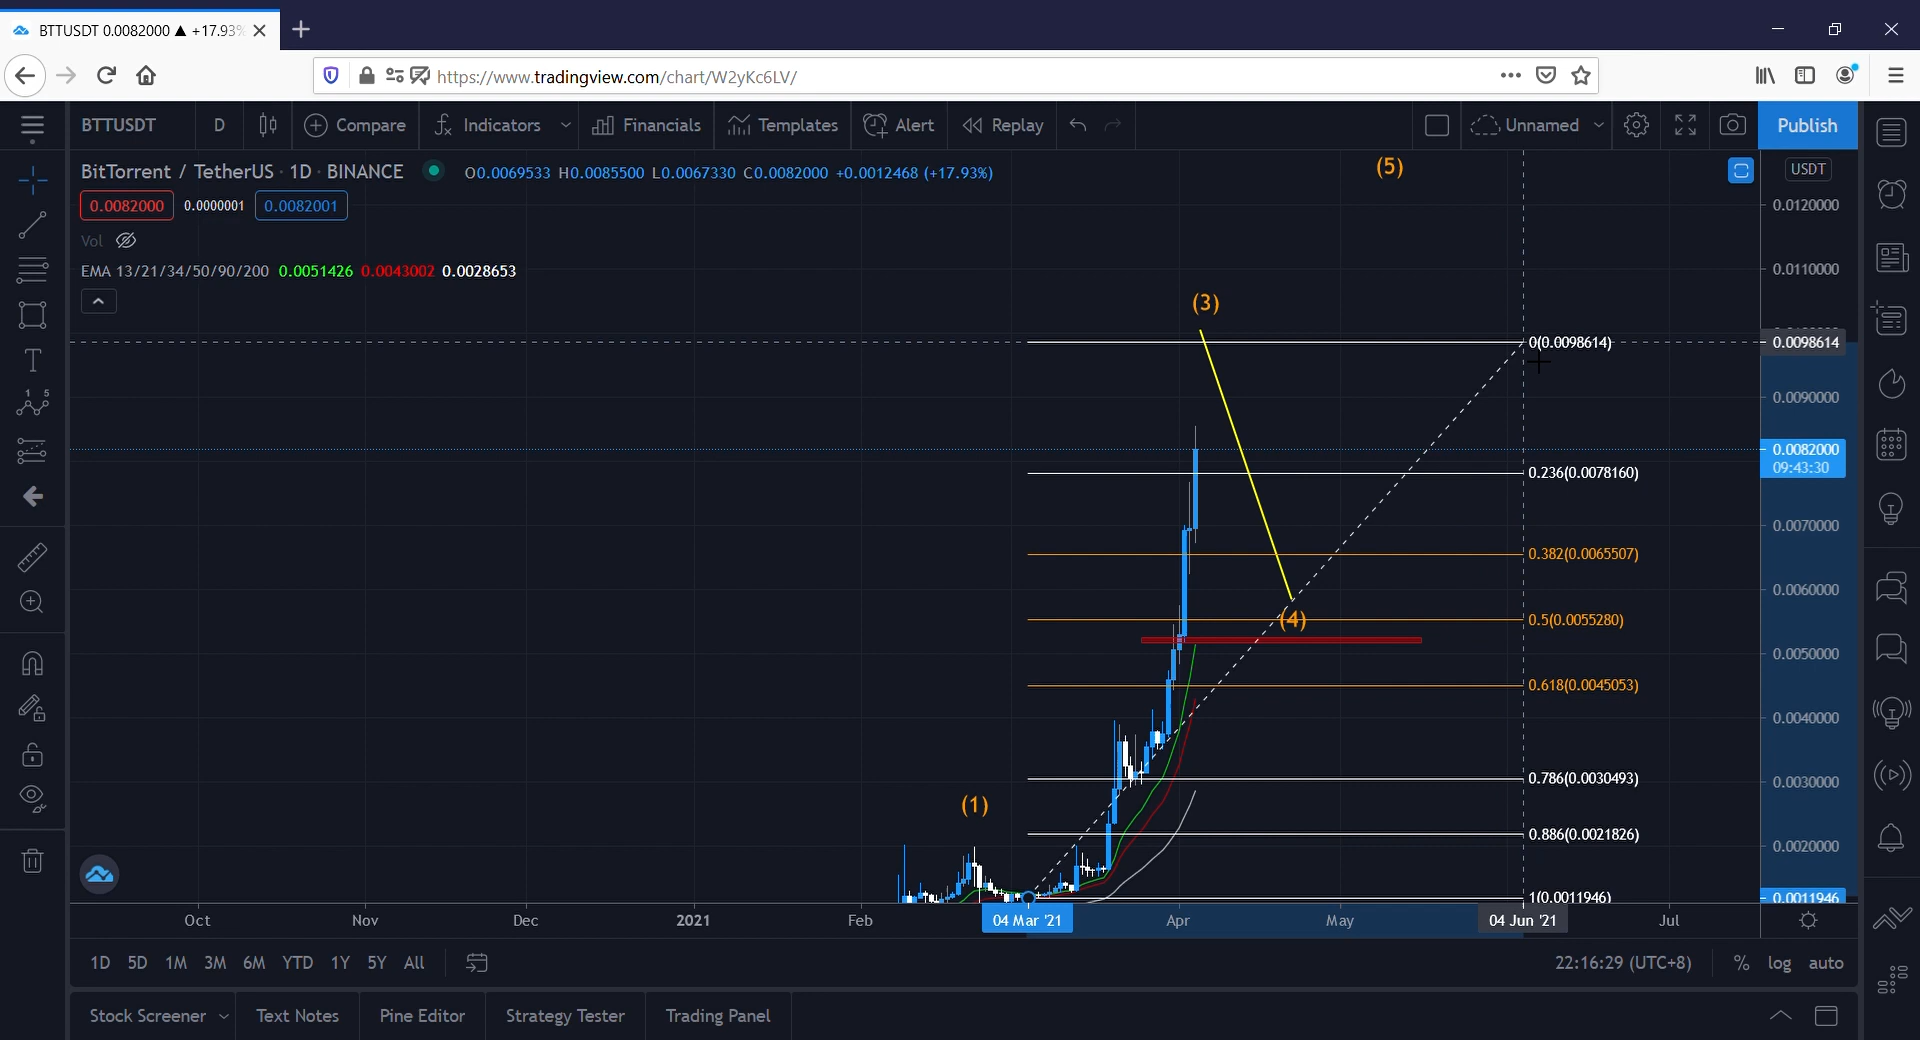 BTTUSDT 0.0082000 ▲ +17.93%
https://www.tradingview.com/chart/W2yKc6LV/
BTTUSDT D Compare Indicators Financials Templates Alert Replay Unnamed Publish
BitTorrent / TetherUS · 1D · BINANCE O0.0069533 H0.0085500 L0.0067330 C0.0082000 +0.0012468 (+17.93%)
(5)
USDT
0.0082000 0.0000001 0.0082001
0.0120000
Vol
EMA 13/21/34/50/90/200 0.0051426 0.0043002 0.0028653
0.0110000
(3)
0(0.0098614)
0.0098614
0.0090000
0.0082000
09:43:30
0.236(0.0078160)
0.0070000
0.382(0.0065507)
0.0060000
(4)
0.5(0.0055280)
0.0050000
0.618(0.0045053)
0.0040000
0.786(0.0030493)
0.0030000
(1)
0.886(0.0021826)
0.0020000
1(0.0011946)
0.0011946
Oct Nov Dec 2021 Feb 04 Mar '21 Apr May 04 Jun '21 Jul
1D 5D 1M 3M 6M YTD 1Y 5Y All 22:16:29 (UTC+8) % log auto
Stock Screener Text Notes Pine Editor Strategy Tester Trading Panel